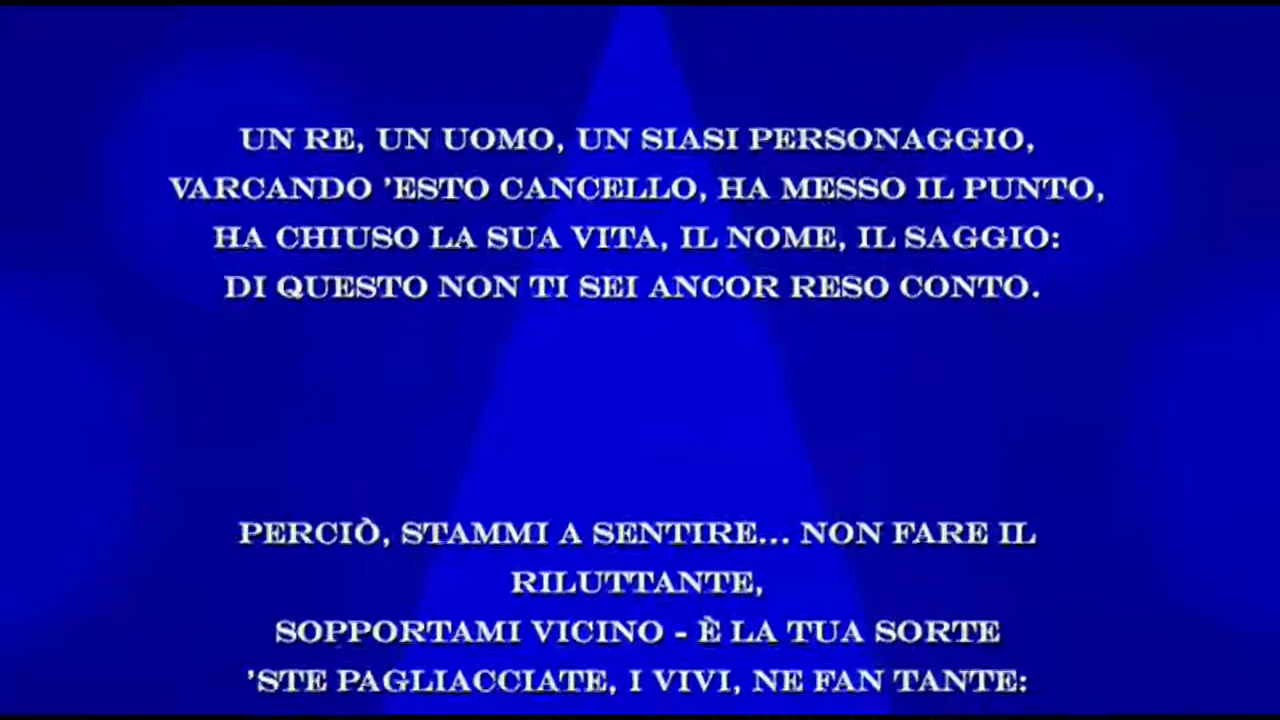 UN RE, UN UOMO, UN SIASI PERSONAGGIO,
VARCANDO 'ESTO CANCELLO, HA MESSO IL PUNTO,
HA CHIUSO LA SUA VITA, IL NOME, IL SAGGIO:
DI QUESTO NON TI SEI ANCOR RESO CONTO.
PERCIÒ, STAMMI A SENTIRE... NON FARE IL
RILUTTANTE,
SOPPORTAMI VICINO - È LA TUA SORTE
'STE PAGLIACCIATE, I VIVI, NE FAN TANTE: